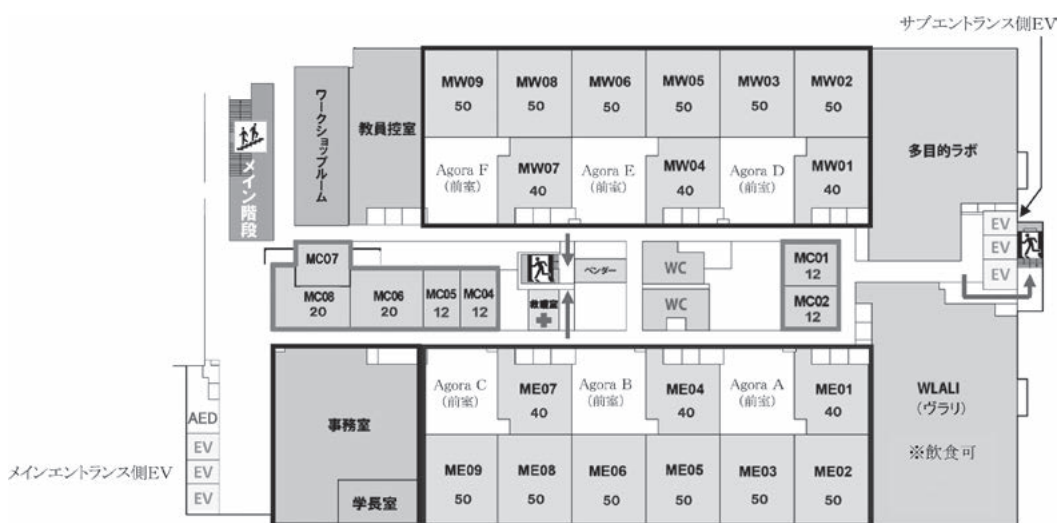 サブエントランス側EV
MW09
50
MW08
50
MW06
50
MW05
50
MW03
50
MW02
50
ワークショップルーム
教員控室
多目的ラボ
メイン階段
Agora F
(前室)
MW07
40
Agora E
(前室)
MW04
40
Agora D
(前室)
MW01
40
EV
EV
EV
MC07
MC08
20
MC06
20
MC05
12
MC04
12
ベンダー
救護室
WC
WC
MC01
12
MC02
12
事務室
学長室
Agora C
(前室)
ME07
40
Agora B
(前室)
ME04
40
Agora A
(前室)
ME01
40
WLALI
(ヴラリ)
※飲食可
ME09
50
ME08
50
ME06
50
ME05
50
ME03
50
ME02
50
AED
EV
EV
EV
メインエントランス側EV